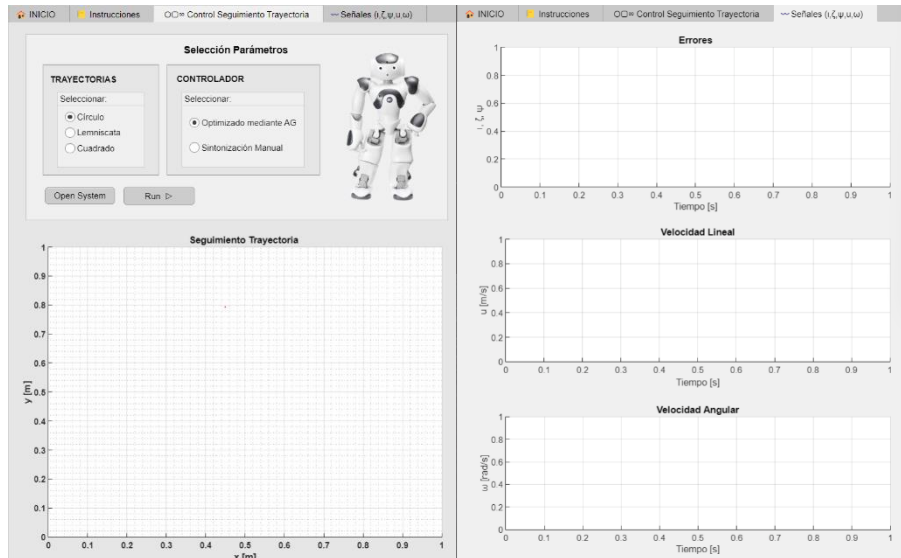 INICIO
Instrucciones
Control Seguimiento Trayectoria
Señales (ι,ζ,ψ,u,ω)
Selección Parámetros
TRAYECTORIAS
Seleccionar:
Círculo
Lemniscata
Cuadrado
CONTROLADOR
Seleccionar:
Optimizado mediante AG
Sintonización Manual
Open System
Run
Seguimiento Trayectoria
y [m]
1
0.9
0.8
0.7
0.6
0.5
0.4
0.3
0.2
0.1
0 0.1 0.2 0.3 0.4 0.5 0.6 0.7 0.8 0.9 1
x [m]
INICIO
Instrucciones
Control Seguimiento Trayectoria
Señales (ι,ζ,ψ,u,ω)
Errores
ι, ζ, ψ
1
0.8
0.6
0.4
0.2
0
0 0.1 0.2 0.3 0.4 0.5 0.6 0.7 0.8 0.9 1
Tiempo [s]
Velocidad Lineal
u [m/s]
1
0.8
0.6
0.4
0.2
0
0 0.1 0.2 0.3 0.4 0.5 0.6 0.7 0.8 0.9 1
Tiempo [s]
Velocidad Angular
ω [rad/s]
1
0.8
0.6
0.4
0.2
0
0 0.1 0.2 0.3 0.4 0.5 0.6 0.7 0.8 0.9 1
Tiempo [s]